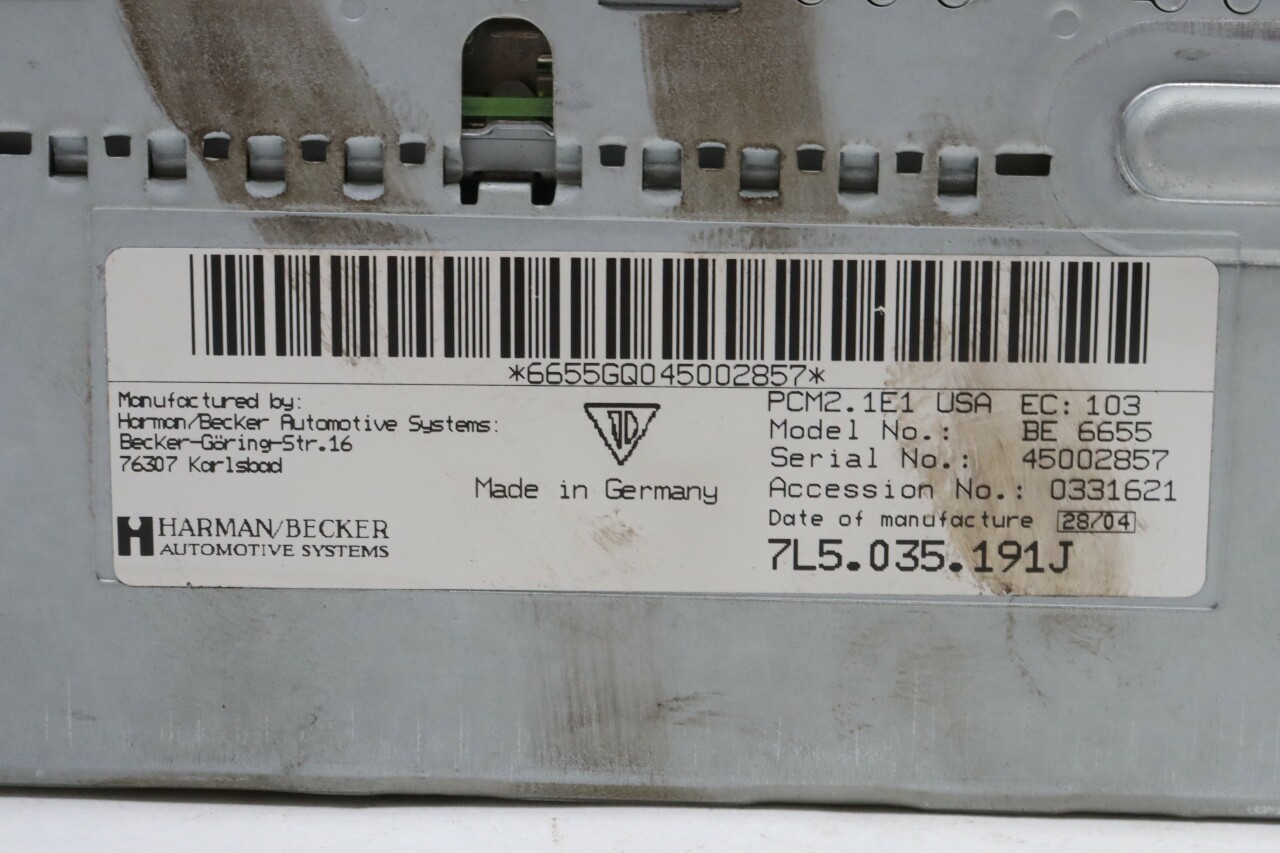 *6655GQ045002857*
Manufactured by:
Harman/Becker Automotive Systems:
Becker-Göring-Str.16
76307 Karlsbad
HARMAN/BECKER
AUTOMOTIVE SYSTEMS
Made in Germany
PCM2.1E1 USA EC: 103
Model No.: BE 6655
Serial No.: 45002857
Accession No.: 0331621
Date of manufacture 28/04
7L5.035.191J